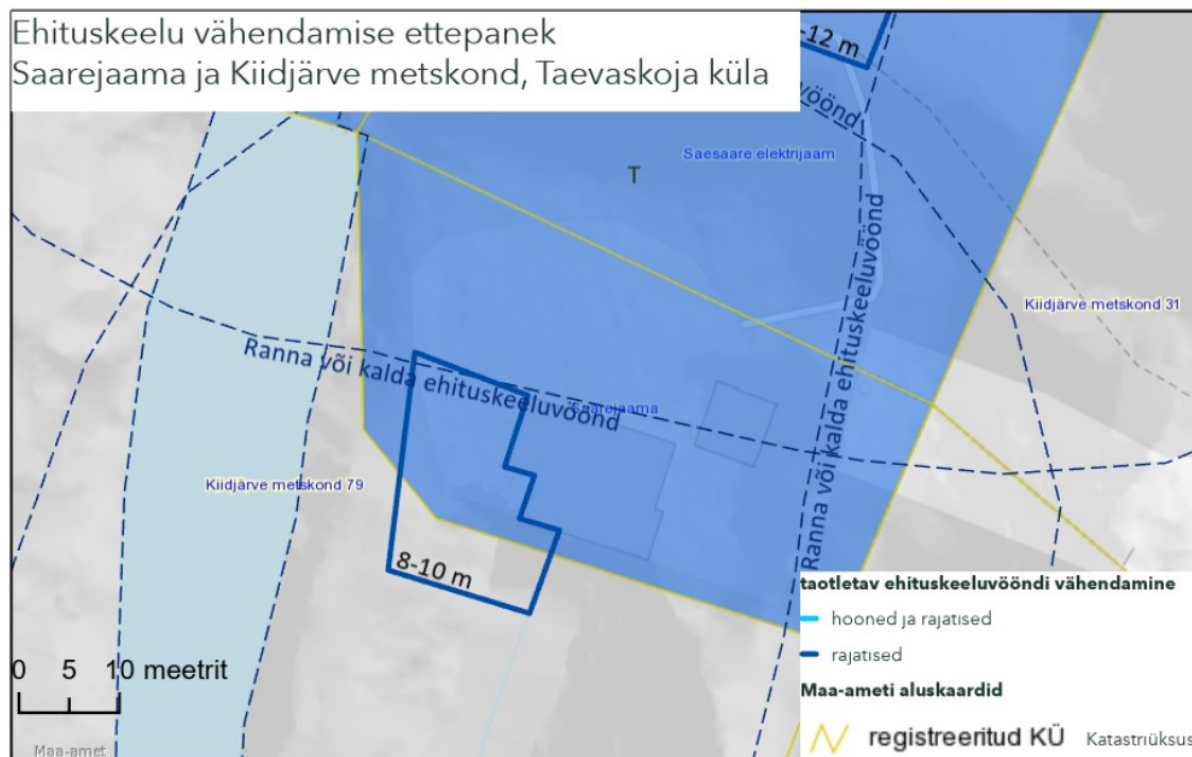 Ehituskeelu vähendamise ettepanek
Saarejaama ja Kiidjärve metskond, Taevaskoja küla
-12 m
vöönd
Saesaare elektrijaam
T
Ranna või kalda ehituskeeluvöönd
Kiidjärve metskond 31
Ranna või kalda ehituskeeluvöönd
Saarejaama
Kiidjärve metskond 79
8-10 m
0 5 10 meetrit
Maa-amet
taotletav ehituskeeluvööndi vähendamine
hooned ja rajatised
rajatised
Maa-ameti aluskaardid
registreeritud KÜ Katastriüksus